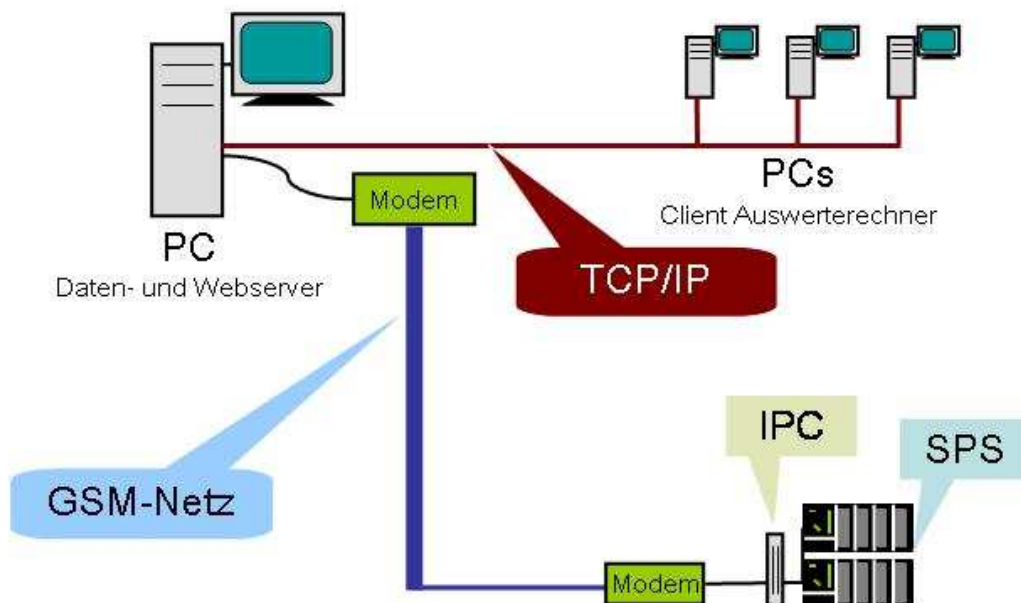 Modem
PCs
Client Auswerterechner
PC
Daten- und Webserver
TCP/IP
GSM-Netz
IPC
SPS
Modem